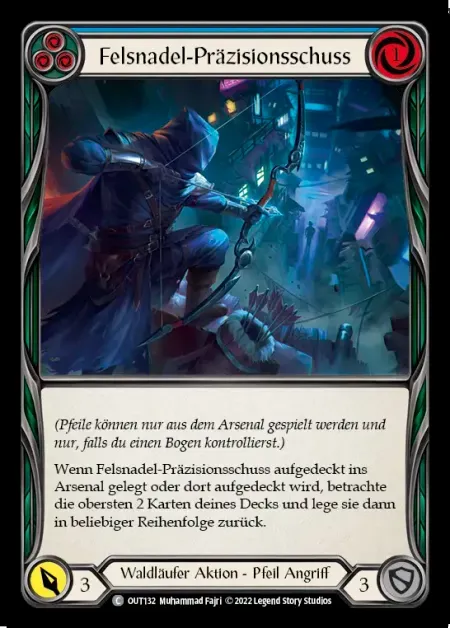 Felsnadel-Präzisionsschuss
1
(Pfeile können nur aus dem Arsenal gespielt werden und
nur, falls du einen Bogen kontrollierst.)
Wenn Felsnadel-Präzisionsschuss aufgedeckt ins
Arsenal gelegt oder dort aufgedeckt wird, betrachte
die obersten 2 Karten deines Decks und lege sie dann
in beliebiger Reihenfolge zurück.
3
Waldläufer Aktion - Pfeil Angriff
3
C OUT132 Muhammad Fajri © 2022 Legend Story Studios